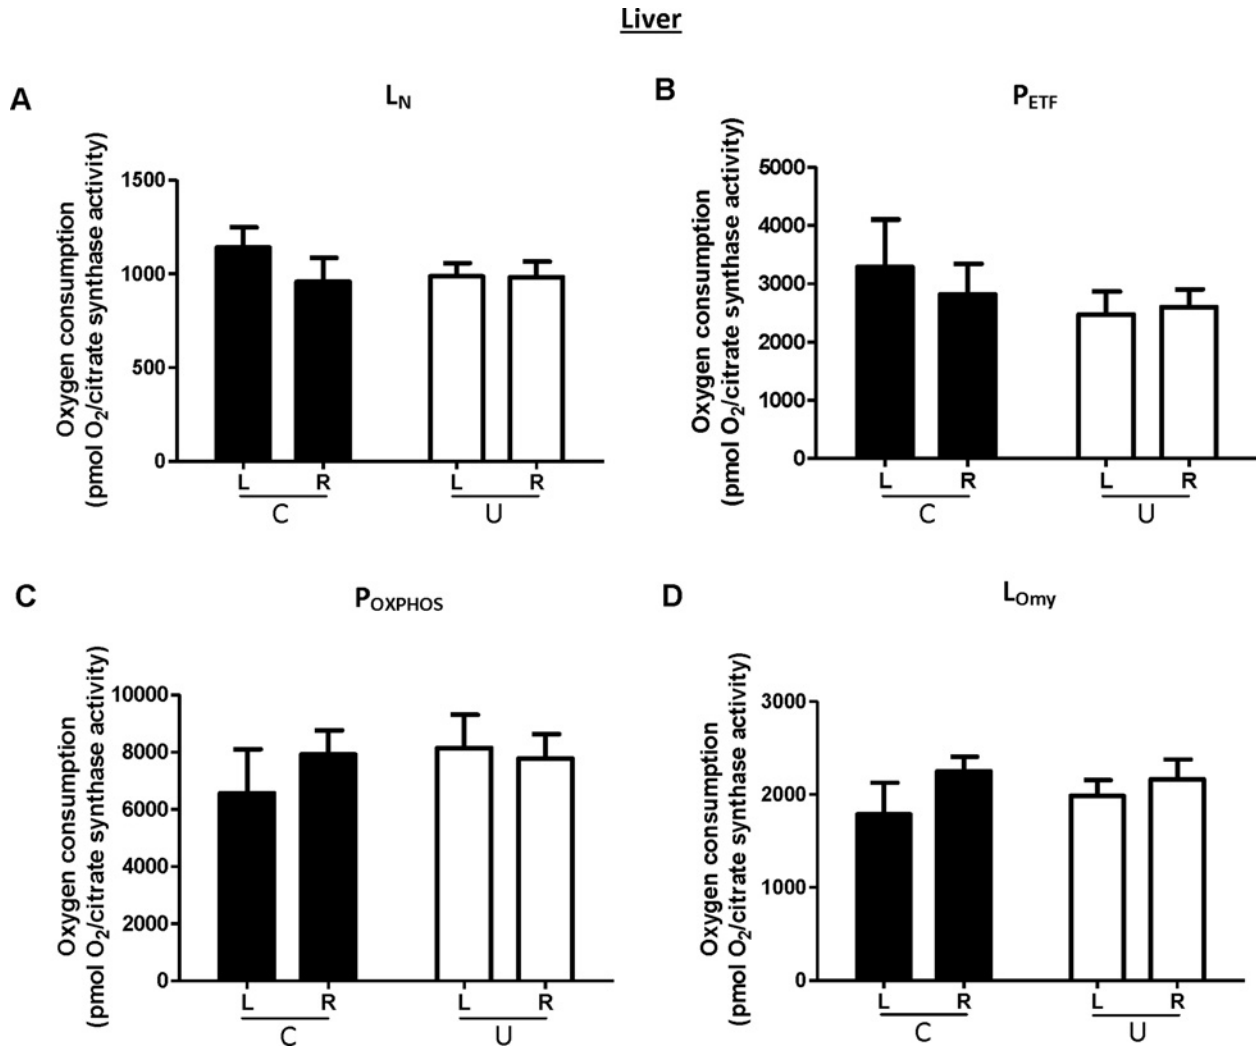 Liver
A
L_N
Oxygen consumption
(pmol O₂/citrate synthase activity)
1500
1000
500
0
L R L R
C U
B
P_ETF
Oxygen consumption
(pmol O₂/citrate synthase activity)
5000
4000
3000
2000
1000
0
L R L R
C U
C
P_OXPHOS
Oxygen consumption
(pmol O₂/citrate synthase activity)
10000
8000
6000
4000
2000
0
L R L R
C U
D
L_Omy
Oxygen consumption
(pmol O₂/citrate synthase activity)
3000
2000
1000
0
L R L R
C U